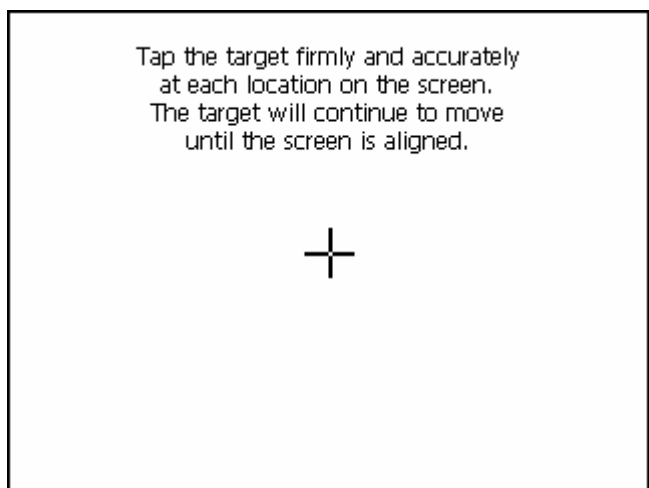 Tap the target firmly and accurately
at each location on the screen.
The target will continue to move
until the screen is aligned.